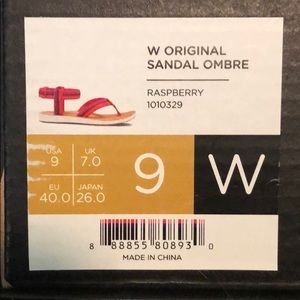 W ORIGINAL
SANDAL OMBRE
RASPBERRY
1010329
USA UK
9 7.0
EU JAPAN
40.0 26.0
9 W
8 88855 80893 0
MADE IN CHINA